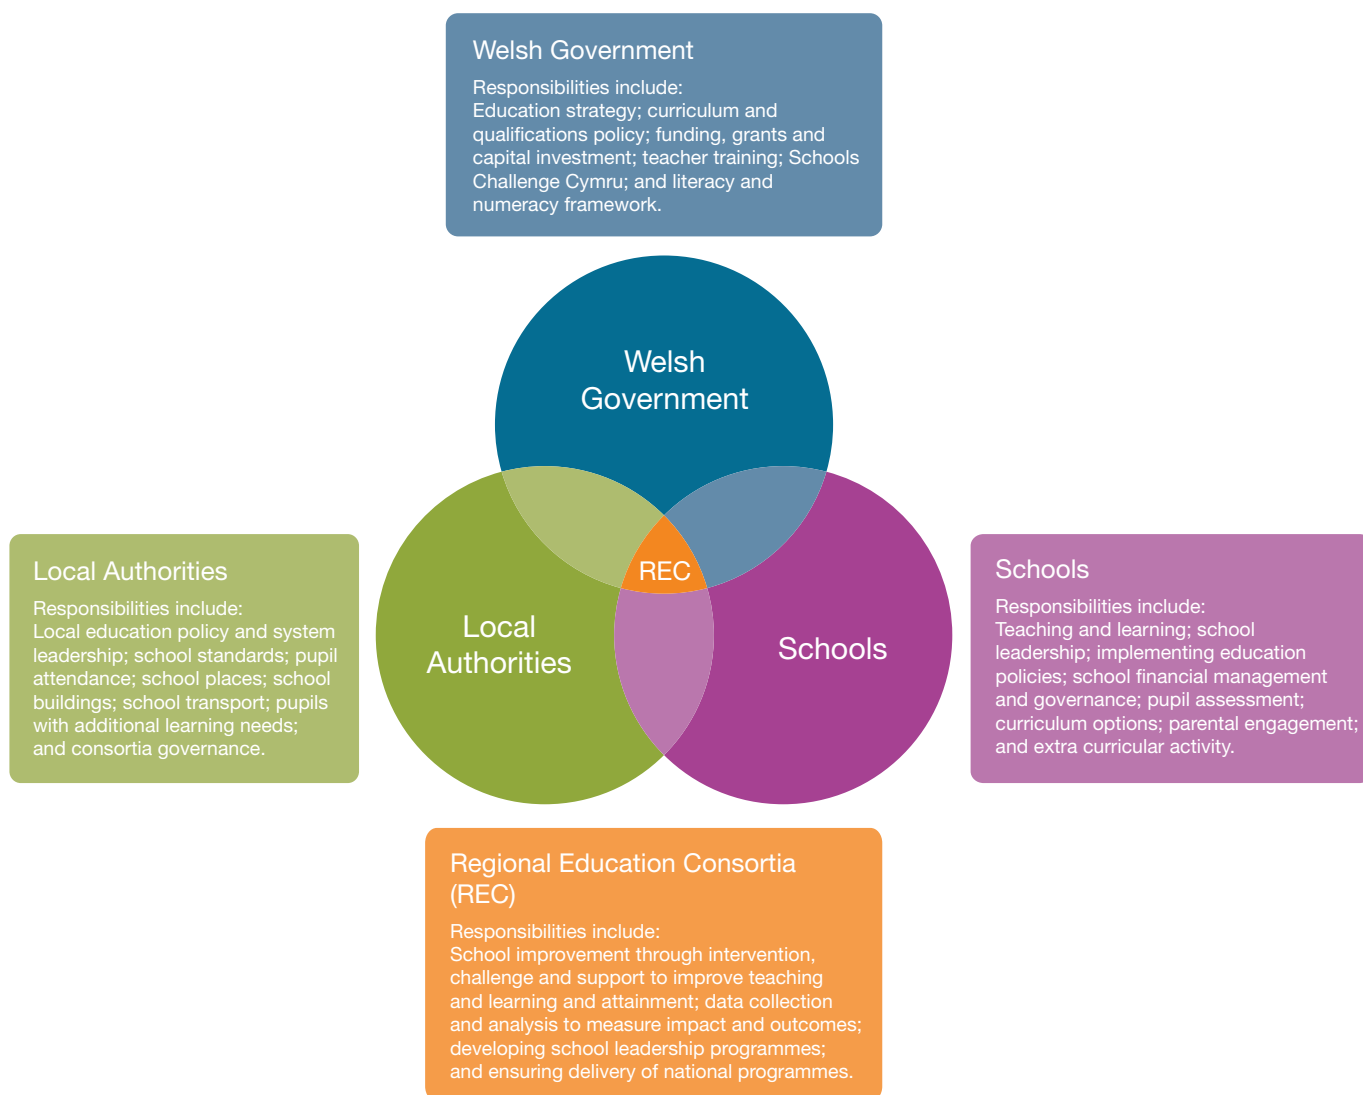 Welsh Government
Responsibilities include:
Education strategy; curriculum and
qualifications policy; funding, grants and
capital investment; teacher training; Schools
Challenge Cymru; and literacy and
numeracy framework.
Welsh
Government
REC
Local
Authorities
Schools
Local Authorities
Responsibilities include:
Local education policy and system
leadership; school standards; pupil
attendance; school places; school
buildings; school transport; pupils
with additional learning needs;
and consortia governance.
Schools
Responsibilities include:
Teaching and learning; school
leadership; implementing education
policies; school financial management
and governance; pupil assessment;
curriculum options; parental engagement;
and extra curricular activity.
Regional Education Consortia
(REC)
Responsibilities include:
School improvement through intervention,
challenge and support to improve teaching
and learning and attainment; data collection
and analysis to measure impact and outcomes;
developing school leadership programmes;
and ensuring delivery of national programmes.